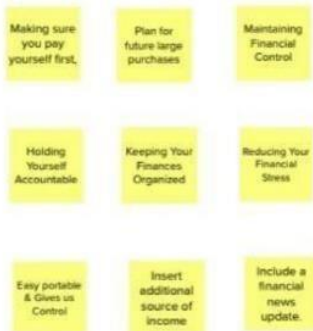 Making sure
you pay
yourself first,
Plan for
future large
purchases
Maintaining
Financial
Control
Holding
Yourself
Accountable
Keeping Your
Finances
Organized
Reducing Your
Financial
Stress
Easy portable
& Gives us
Control
Insert
additional
source of
income
Include a
financial
news
update.